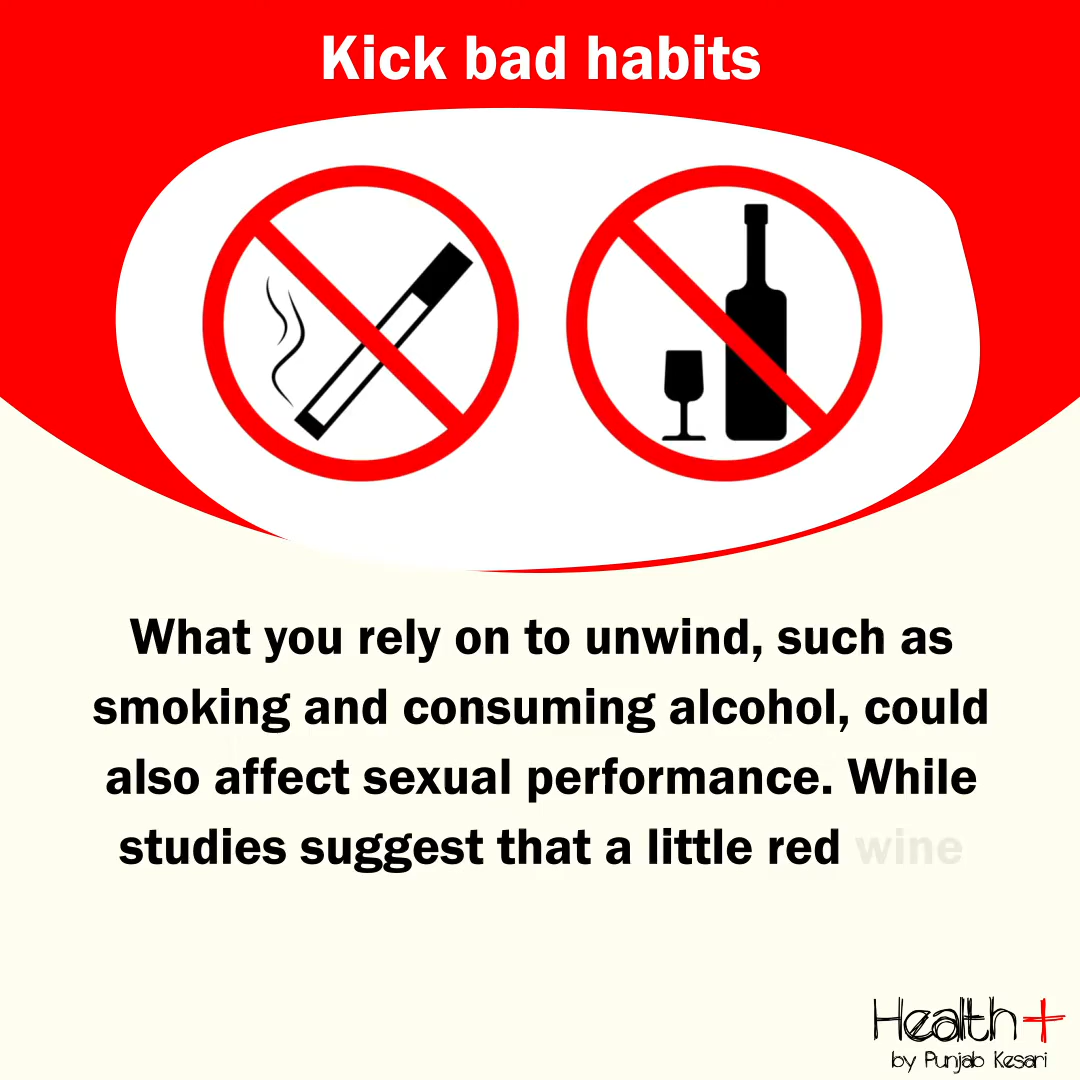 Kick bad habits
What you rely on to unwind, such as
smoking and consuming alcohol, could
also affect sexual performance. While
studies suggest that a little red wine
Health+
by Punjab Kesari